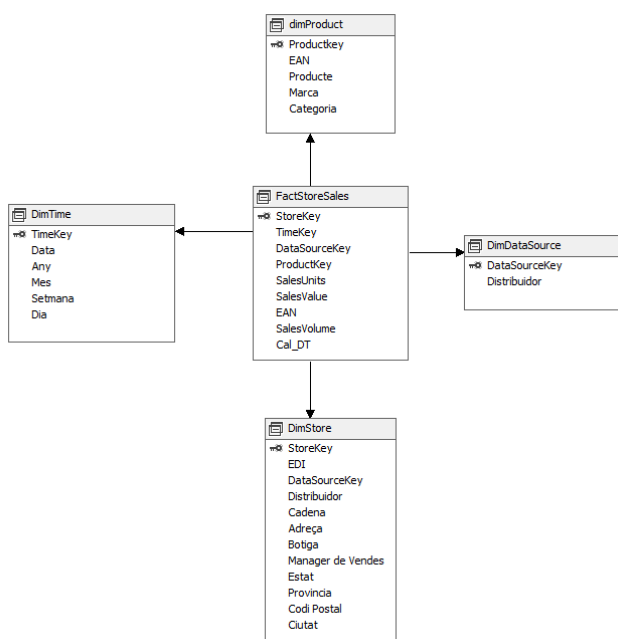 dimProduct
Productkey
EAN
Producte
Marca
Categoria
FactStoreSales
StoreKey
TimeKey
DataSourceKey
ProductKey
SalesUnits
SalesValue
EAN
SalesVolume
Cal_DT
DimTime
TimeKey
Data
Any
Mes
Setmana
Dia
DimDataSource
DataSourceKey
Distribuidor
DimStore
StoreKey
EDI
DataSourceKey
Distribuidor
Cadena
Adreça
Botiga
Manager de Vendes
Estat
Provincia
Codi Postal
Ciutat